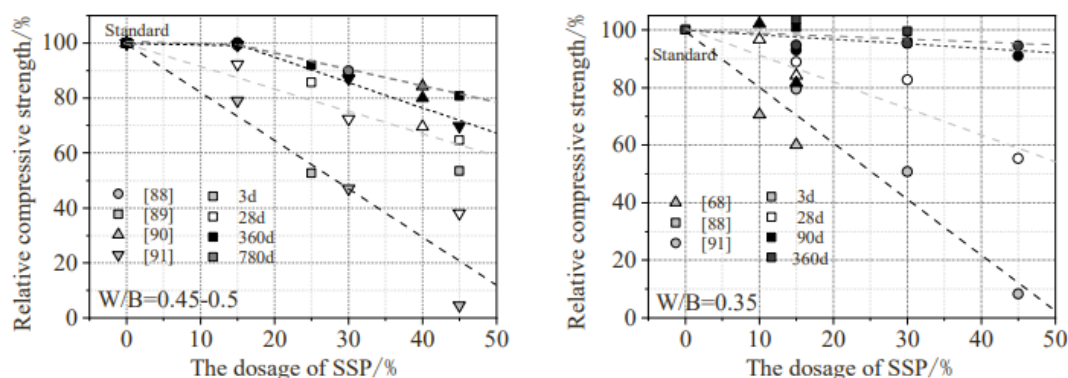 Relative compressive strength/%
120
100
80
60
40
20
0
Standard
[88]
[89]
[90]
[91]
3d
28d
360d
780d
W/B=0.45-0.5
0
10
20
30
40
50
The dosage of SSP/%
Relative compressive strength/%
100
80
60
40
20
0
Standard
[68]
[88]
[91]
3d
28d
90d
360d
W/B=0.35
0
10
20
30
40
50
The dosage of SSP/%